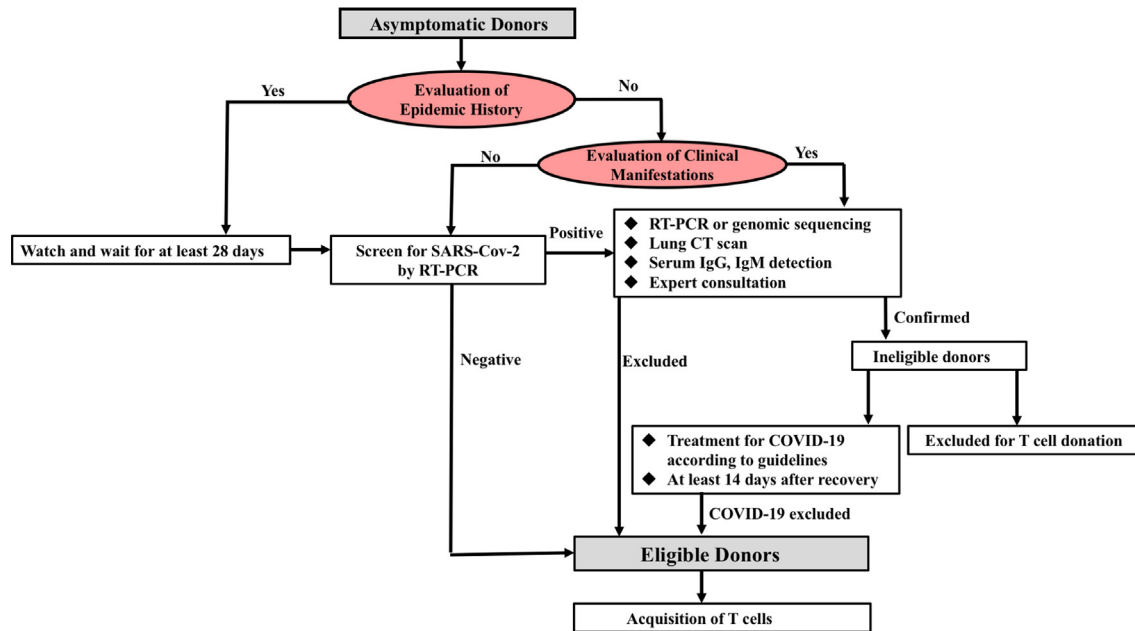 Asymptomatic Donors
Yes
Evaluation of
Epidemic History
No
No
Evaluation of Clinical
Manifestations
Yes
Watch and wait for at least 28 days
Screen for SARS-Cov-2
by RT-PCR
Positive
◆ RT-PCR or genomic sequencing
◆ Lung CT scan
◆ Serum IgG, IgM detection
◆ Expert consultation
Confirmed
Negative
Excluded
Ineligible donors
◆ Treatment for COVID-19
according to guidelines
◆ At least 14 days after recovery
Excluded for T cell donation
COVID-19 excluded
Eligible Donors
Acquisition of T cells